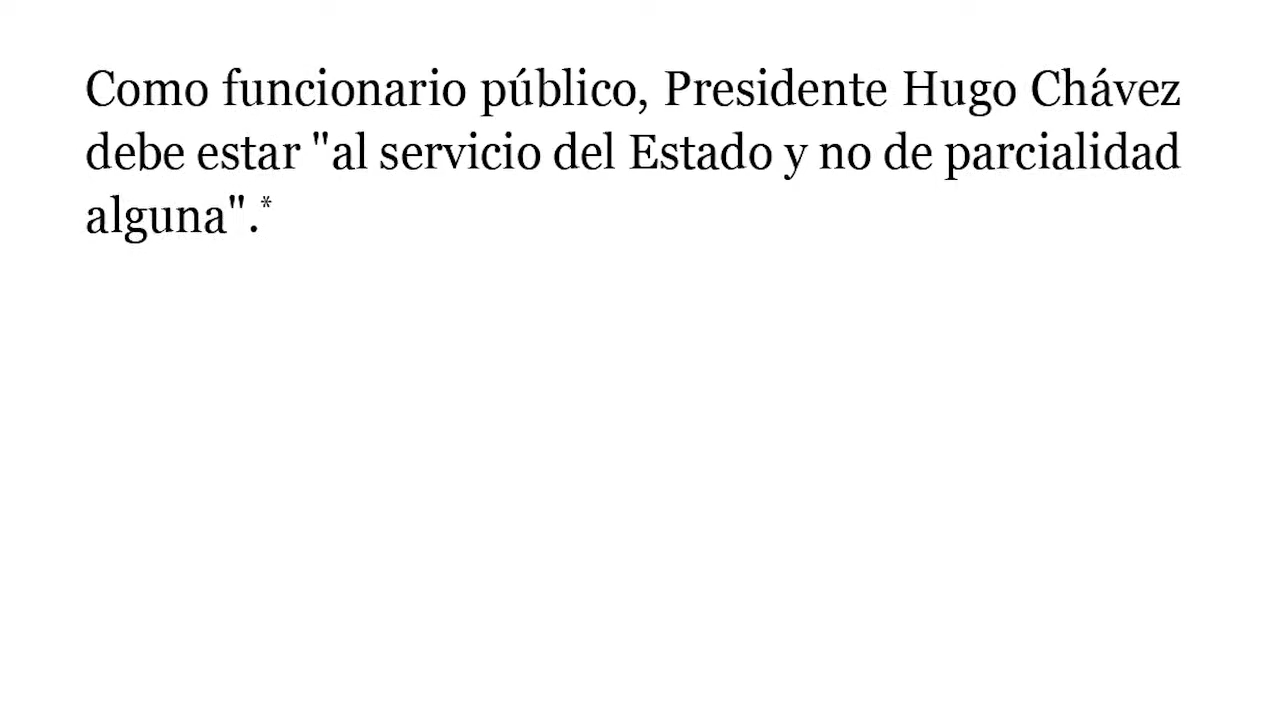 Como funcionario público, Presidente Hugo Chávez
debe estar "al servicio del Estado y no de parcialidad
alguna".*